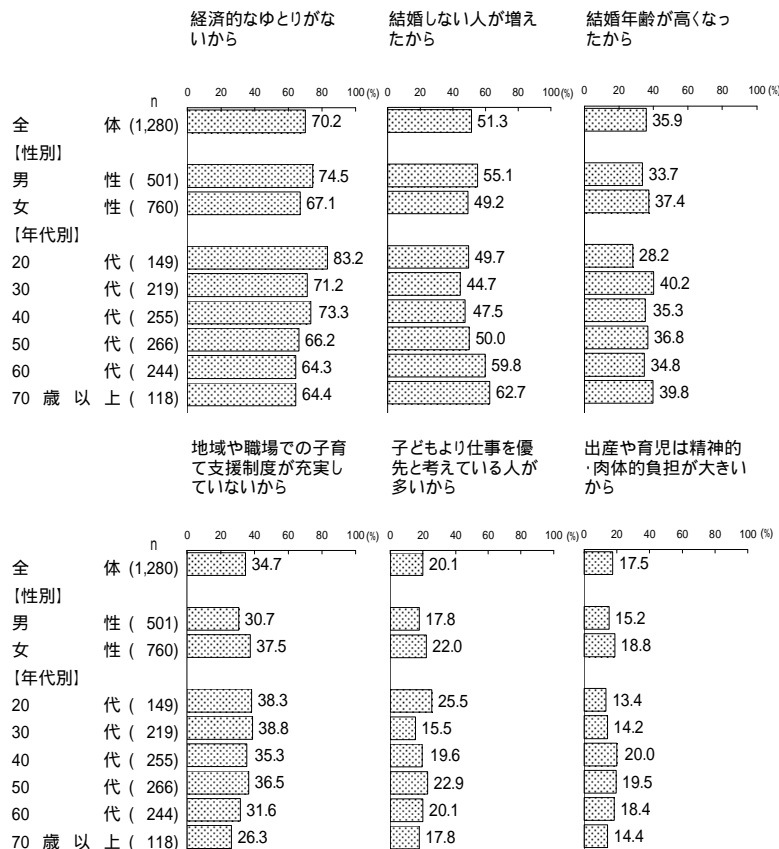 経済的なゆとりがな
いから
結婚しない人が増え
たから
結婚年齢が高くなっ
たから
n
0 20 40 60 80 100 (%)
0 20 40 60 80 100 (%)
0 20 40 60 80 100 (%)
全 体 (1,280) 70.2 51.3 35.9
【性別】
男 性 ( 501) 74.5 55.1 33.7
女 性 ( 760) 67.1 49.2 37.4
【年代別】
20 代 ( 149) 83.2 49.7 28.2
30 代 ( 219) 71.2 44.7 40.2
40 代 ( 255) 73.3 47.5 35.3
50 代 ( 266) 66.2 50.0 36.8
60 代 ( 244) 64.3 59.8 34.8
70 歳 以 上 ( 118) 64.4 62.7 39.8
地域や職場での子育
て支援制度が充実し
ていないから
子どもより仕事を優
先と考えている人が
多いから
出産や育児は精神的
・肉体的負担が大きい
から
n
0 20 40 60 80 100 (%)
0 20 40 60 80 100 (%)
0 20 40 60 80 100 (%)
全 体 (1,280) 34.7 20.1 17.5
【性別】
男 性 ( 501) 30.7 17.8 15.2
女 性 ( 760) 37.5 22.0 18.8
【年代別】
20 代 ( 149) 38.3 25.5 13.4
30 代 ( 219) 38.8 15.5 14.2
40 代 ( 255) 35.3 19.6 20.0
50 代 ( 266) 36.5 22.9 19.5
60 代 ( 244) 31.6 20.1 18.4
70 歳 以 上 ( 118) 26.3 17.8 14.4